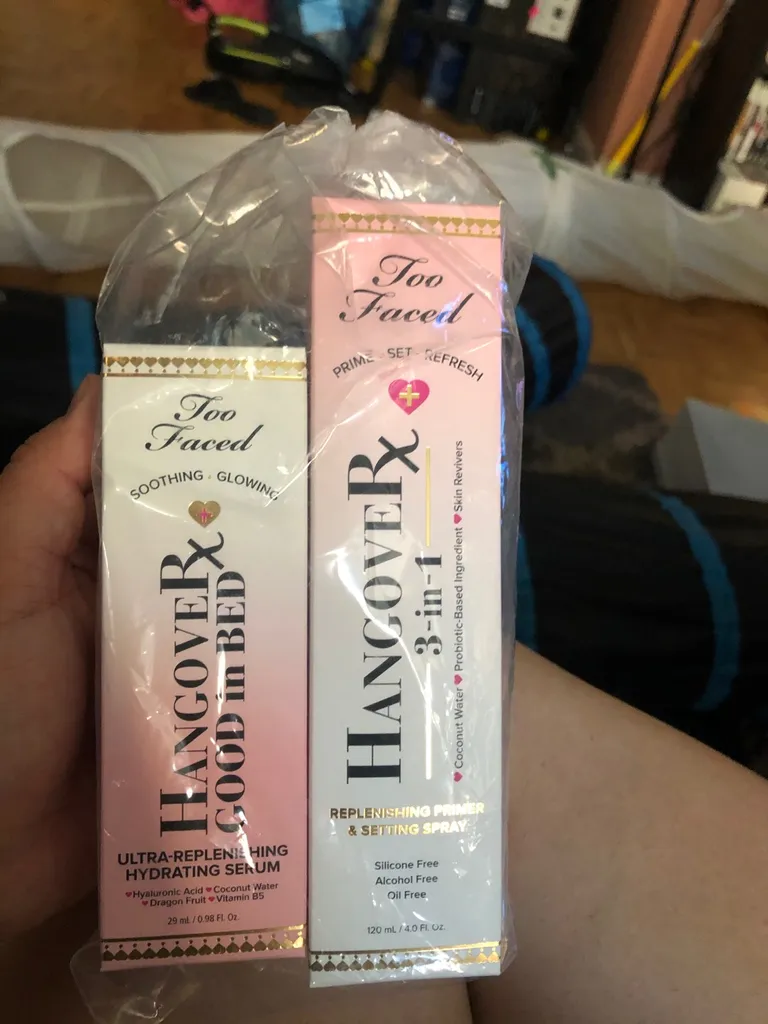 Too
Faced
SOOTHING · GLOWING
HANGOVERX
GOOD in BED
ULTRA-REPLENISHING
HYDRATING SERUM
♥Hyaluronic Acid ♥Coconut Water
♥Dragon Fruit ♥Vitamin B5
29 mL / 0.98 Fl. Oz.
Too
Faced
PRIME · SET · REFRESH
HANGOVERX
3-in-1
♥Coconut Water ♥Probiotic-Based Ingredient ♥Skin Revivers
REPLENISHING PRIMER
& SETTING SPRAY
Silicone Free
Alcohol Free
Oil Free
120 mL / 4.0 Fl. Oz.